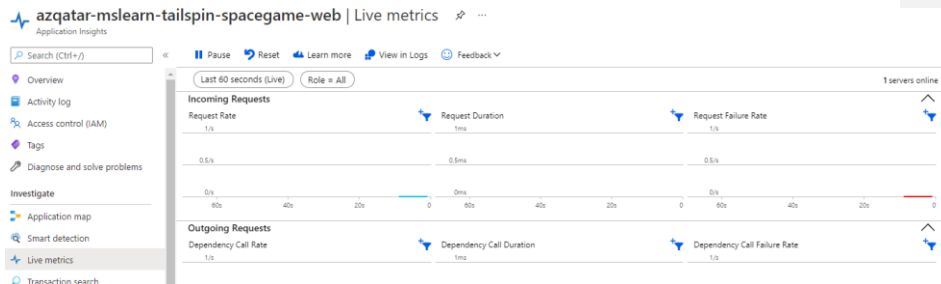 azqatar-mslearn-tailspin-spacegame-web | Live metrics
Application Insights
Search (Ctrl+/)
Pause Reset Learn more View in Logs Feedback
Overview
Activity log
Access control (IAM)
Tags
Diagnose and solve problems
Investigate
Application map
Smart detection
Live metrics
Transaction search
Last 60 seconds (Live) Role = All 1 servers online
Incoming Requests
Request Rate Request Duration Request Failure Rate
1/s 1ms 1/s
0.5/s 0.5ms 0.5/s
0/s 0ms 0/s
60s 40s 20s 0 60s 40s 20s 0 60s 40s 20s 0
Outgoing Requests
Dependency Call Rate Dependency Call Duration Dependency Call Failure Rate
1/s 1ms 1/s